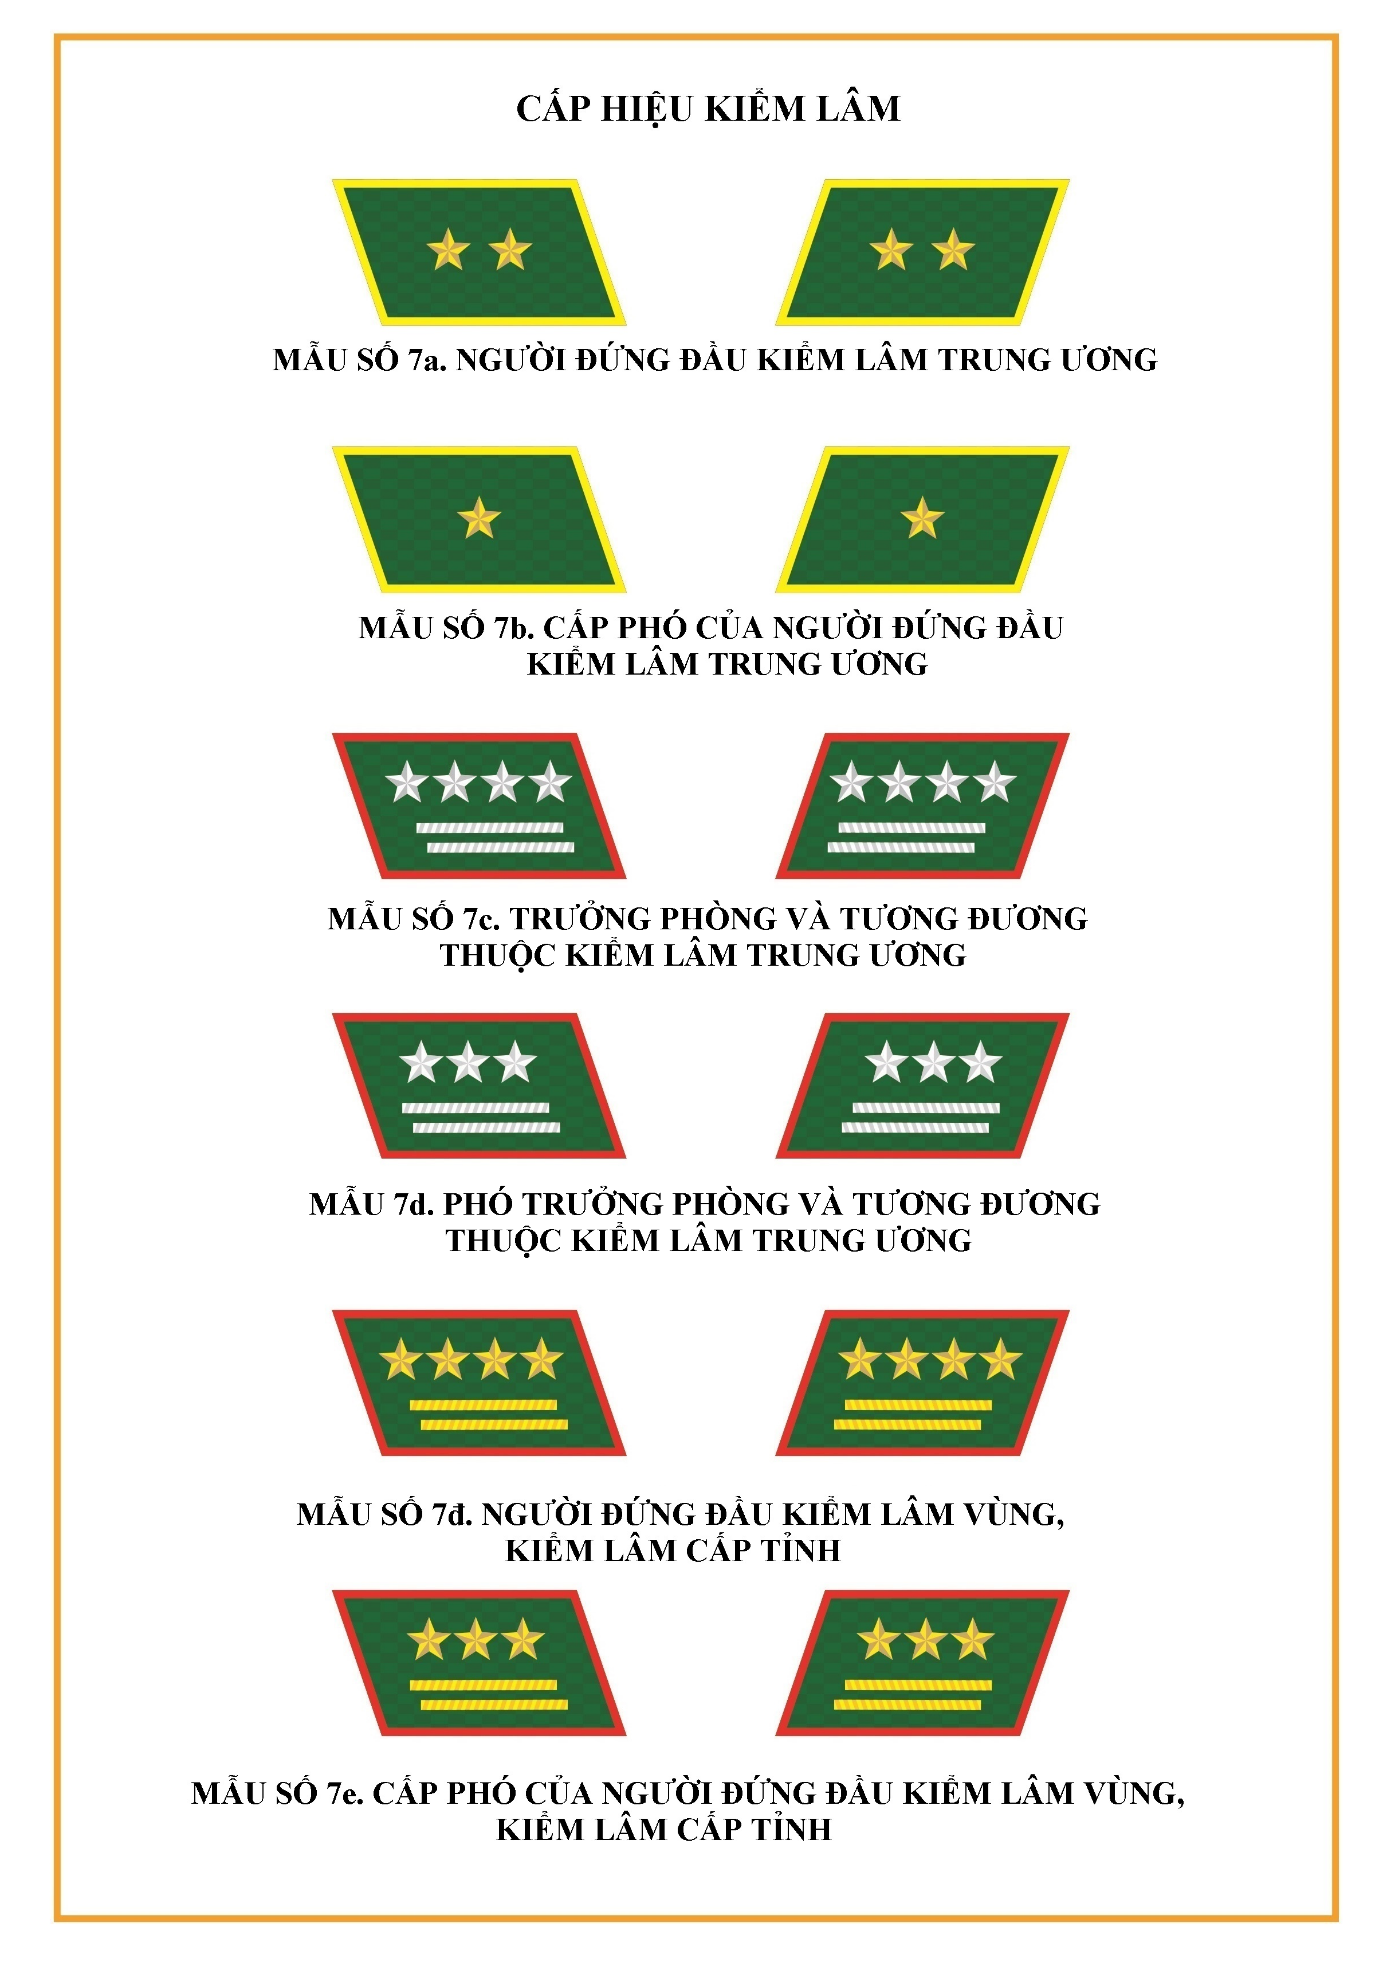 CẤP HIỆU KIỂM LÂM
MẪU SỐ 7a. NGƯỜI ĐỨNG ĐẦU KIỂM LÂM TRUNG ƯƠNG
MẪU SỐ 7b. CẤP PHÓ CỦA NGƯỜI ĐỨNG ĐẦU
KIỂM LÂM TRUNG ƯƠNG
MẪU SỐ 7c. TRƯỞNG PHÒNG VÀ TƯƠNG ĐƯƠNG
THUỘC KIỂM LÂM TRUNG ƯƠNG
MẪU 7d. PHÓ TRƯỞNG PHÒNG VÀ TƯƠNG ĐƯƠNG
THUỘC KIỂM LÂM TRUNG ƯƠNG
MẪU SỐ 7đ. NGƯỜI ĐỨNG ĐẦU KIỂM LÂM VÙNG,
KIỂM LÂM CẤP TỈNH
MẪU SỐ 7e. CẤP PHÓ CỦA NGƯỜI ĐỨNG ĐẦU KIỂM LÂM VÙNG,
KIỂM LÂM CẤP TỈNH